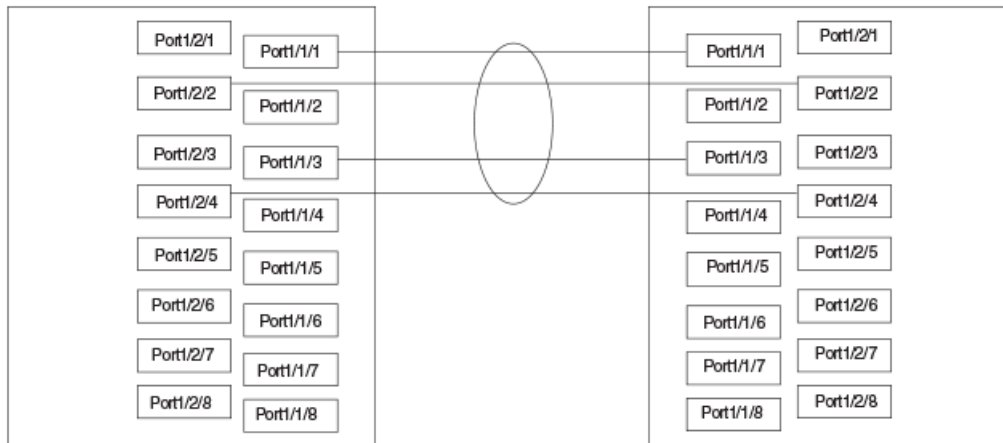 Port1/2/1
Port1/1/1
Port1/2/2
Port1/1/2
Port1/2/3
Port1/1/3
Port1/2/4
Port1/1/4
Port1/2/5
Port1/1/5
Port1/2/6
Port1/1/6
Port1/2/7
Port1/1/7
Port1/2/8
Port1/1/8
Port1/1/1
Port1/2/1
Port1/1/2
Port1/2/2
Port1/1/3
Port1/2/3
Port1/1/4
Port1/2/4
Port1/1/5
Port1/2/5
Port1/1/6
Port1/2/6
Port1/1/7
Port1/2/7
Port1/1/8
Port1/2/8